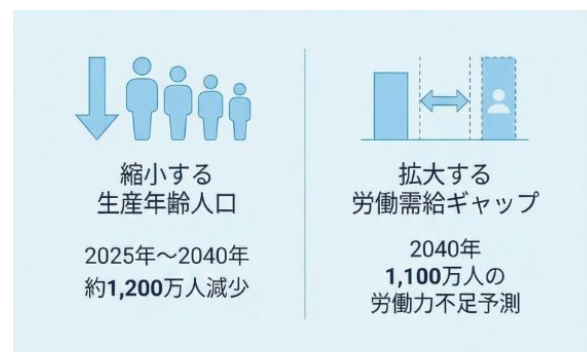 縮小する
生産年齢人口
2025年～2040年
約1,200万人減少
拡大する
労働需給ギャップ
2040年
1,100万人の
労働力不足予測